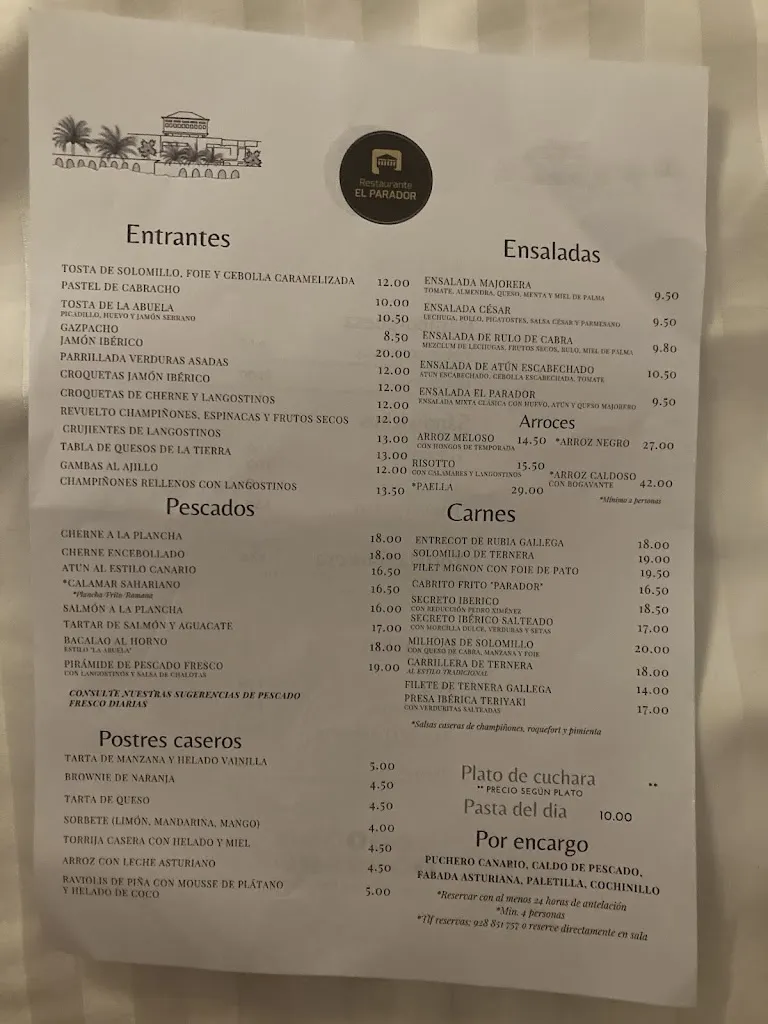 Restaurante
EL PARADOR
Entrantes
TOSTA DE SOLOMILLO, FOIE Y CEBOLLA CARAMELIZADA 12.00
PASTEL DE CABRACHO 10.00
TOSTA DE LA ABUELA 10.50
PICADILLO, HUEVO Y JAMÓN SERRANO
GAZPACHO 8.50
JAMÓN IBÉRICO 20.00
PARRILLADA VERDURAS ASADAS 12.00
CROQUETAS JAMÓN IBÉRICO 12.00
CROQUETAS DE CHERNE Y LANGOSTINOS 12.00
REVUELTO CHAMPIÑONES, ESPINACAS Y FRUTOS SECOS 12.00
CRUJIENTES DE LANGOSTINOS 13.00
TABLA DE QUESOS DE LA TIERRA 13.00
GAMBAS AL AJILLO 12.00
CHAMPIÑONES RELLENOS CON LANGOSTINOS 13.50
Pescados
CHERNE A LA PLANCHA 18.00
CHERNE ENCEBOLLADO 18.00
ATÚN AL ESTILO CANARIO 16.50
*CALAMAR SAHARIANO 16.50
*Plancha/Frito/Romana
SALMÓN A LA PLANCHA 16.00
TARTAR DE SALMÓN Y AGUACATE 17.00
BACALAO AL HORNO 18.00
ESTILO "LA ABUELA"
PIRÁMIDE DE PESCADO FRESCO 19.00
CON LANGOSTINOS Y SALSA DE CHALOTAS
CONSULTE NUESTRAS SUGERENCIAS DE PESCADO
FRESCO DIARIAS
Postres caseros
TARTA DE MANZANA Y HELADO VAINILLA 5.00
BROWNIE DE NARANJA 4.50
TARTA DE QUESO 4.50
SORBETE (LIMÓN, MANDARINA, MANGO) 4.00
TORRIJA CASERA CON HELADO Y MIEL 4.50
ARROZ CON LECHE ASTURIANO 4.50
RAVIOLIS DE PIÑA CON MOUSSE DE PLÁTANO
Y HELADO DE COCO 5.00
Ensaladas
ENSALADA MAJORERA
TOMATE, ALMENDRA, QUESO, MENTA Y MIEL DE PALMA 9.50
ENSALADA CÉSAR
LECHUGA, POLLO, PICATOSTES, SALSA CÉSAR Y PARMESANO 9.50
ENSALADA DE RULO DE CABRA
MEZCLUM DE LECHUGAS, FRUTOS SECOS, RULO, MIEL DE PALMA 9.80
ENSALADA DE ATÚN ESCABECHADO
ATÚN ESCABECHADO, CEBOLLA ESCABECHADA, TOMATE 10.50
ENSALADA EL PARADOR
ENSALADA MIXTA CLÁSICA CON HUEVO, ATÚN Y QUESO MAJORERO 9.50
Arroces
ARROZ MELOSO 14.50 *ARROZ NEGRO 27.00
CON HONGOS DE TEMPORADA
RISOTTO 15.50
CON CALAMARES Y LANGOSTINOS
*ARROZ CALDOSO 42.00
CON BOGAVANTE
*PAELLA 29.00
*Mínimo 2 personas
Carnes
ENTRECOT DE RUBIA GALLEGA 18.00
SOLOMILLO DE TERNERA 19.00
FILET MIGNON CON FOIE DE PATO 19.50
CABRITO FRITO "PARADOR" 16.50
SECRETO IBERICO 18.50
CON REDUCCIÓN PEDRO XIMÉNEZ
SECRETO IBÉRICO SALTEADO 17.00
CON MORCILLA DULCE, VERDURAS Y SETAS
MILHOJAS DE SOLOMILLO 20.00
CON QUESO DE CABRA, MANZANA Y FOIE
CARRILLERA DE TERNERA 18.00
AL ESTILO TRADICIONAL
FILETE DE TERNERA GALLEGA 14.00
PRESA IBÉRICA TERIYAKI 17.00
CON VERDURITAS SALTEADAS
*Salsas caseras de champiñones, roquefort y pimienta
Plato de cuchara **
** PRECIO SEGÚN PLATO
Pasta del dia 10.00
Por encargo
PUCHERO CANARIO, CALDO DE PESCADO,
FABADA ASTURIANA, PALETILLA, COCHINILLO
*Reservar con al menos 24 horas de antelación
*Min. 4 personas
*Tlf reservas: 928 851 757 o reserve directamente en sala